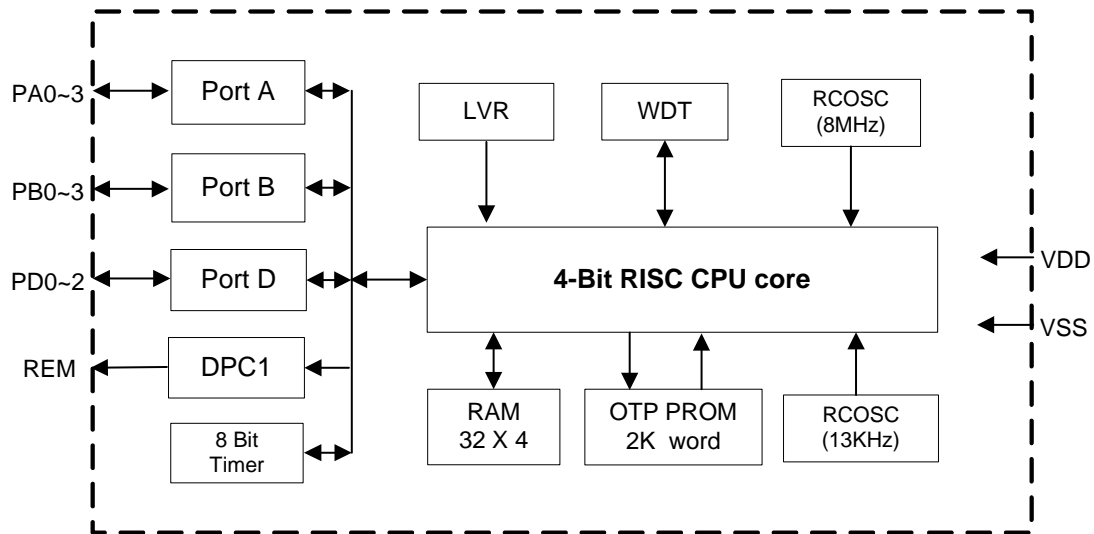 PA0~3
Port A
PB0~3
Port B
PD0~2
Port D
REM
DPC1
8 Bit
Timer
LVR
WDT
RCOSC
(8MHz)
4-Bit RISC CPU core
VDD
VSS
RAM
32 X 4
OTP PROM
2K word
RCOSC
(13KHz)